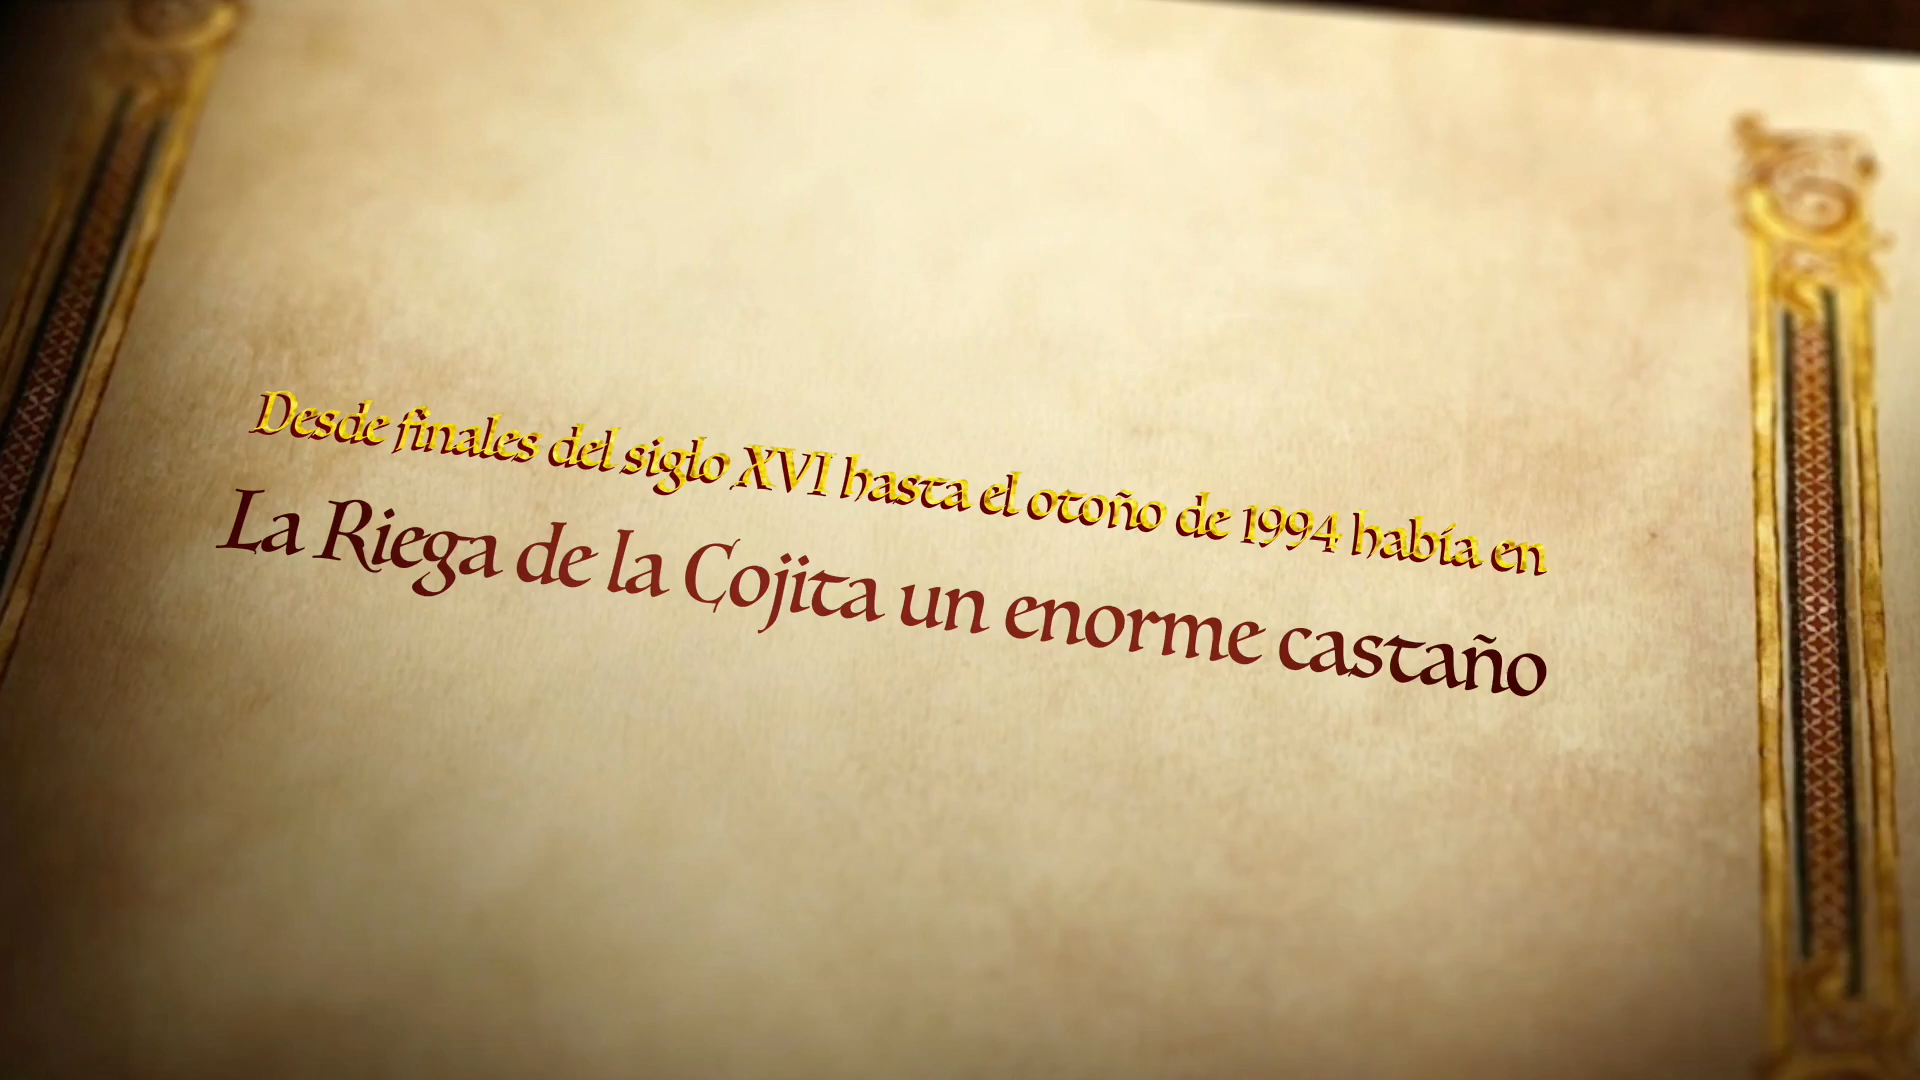 Desde finales del siglo XVI hasta el otoño de 1994 había en
La Riega de la Cojita un enorme castaño